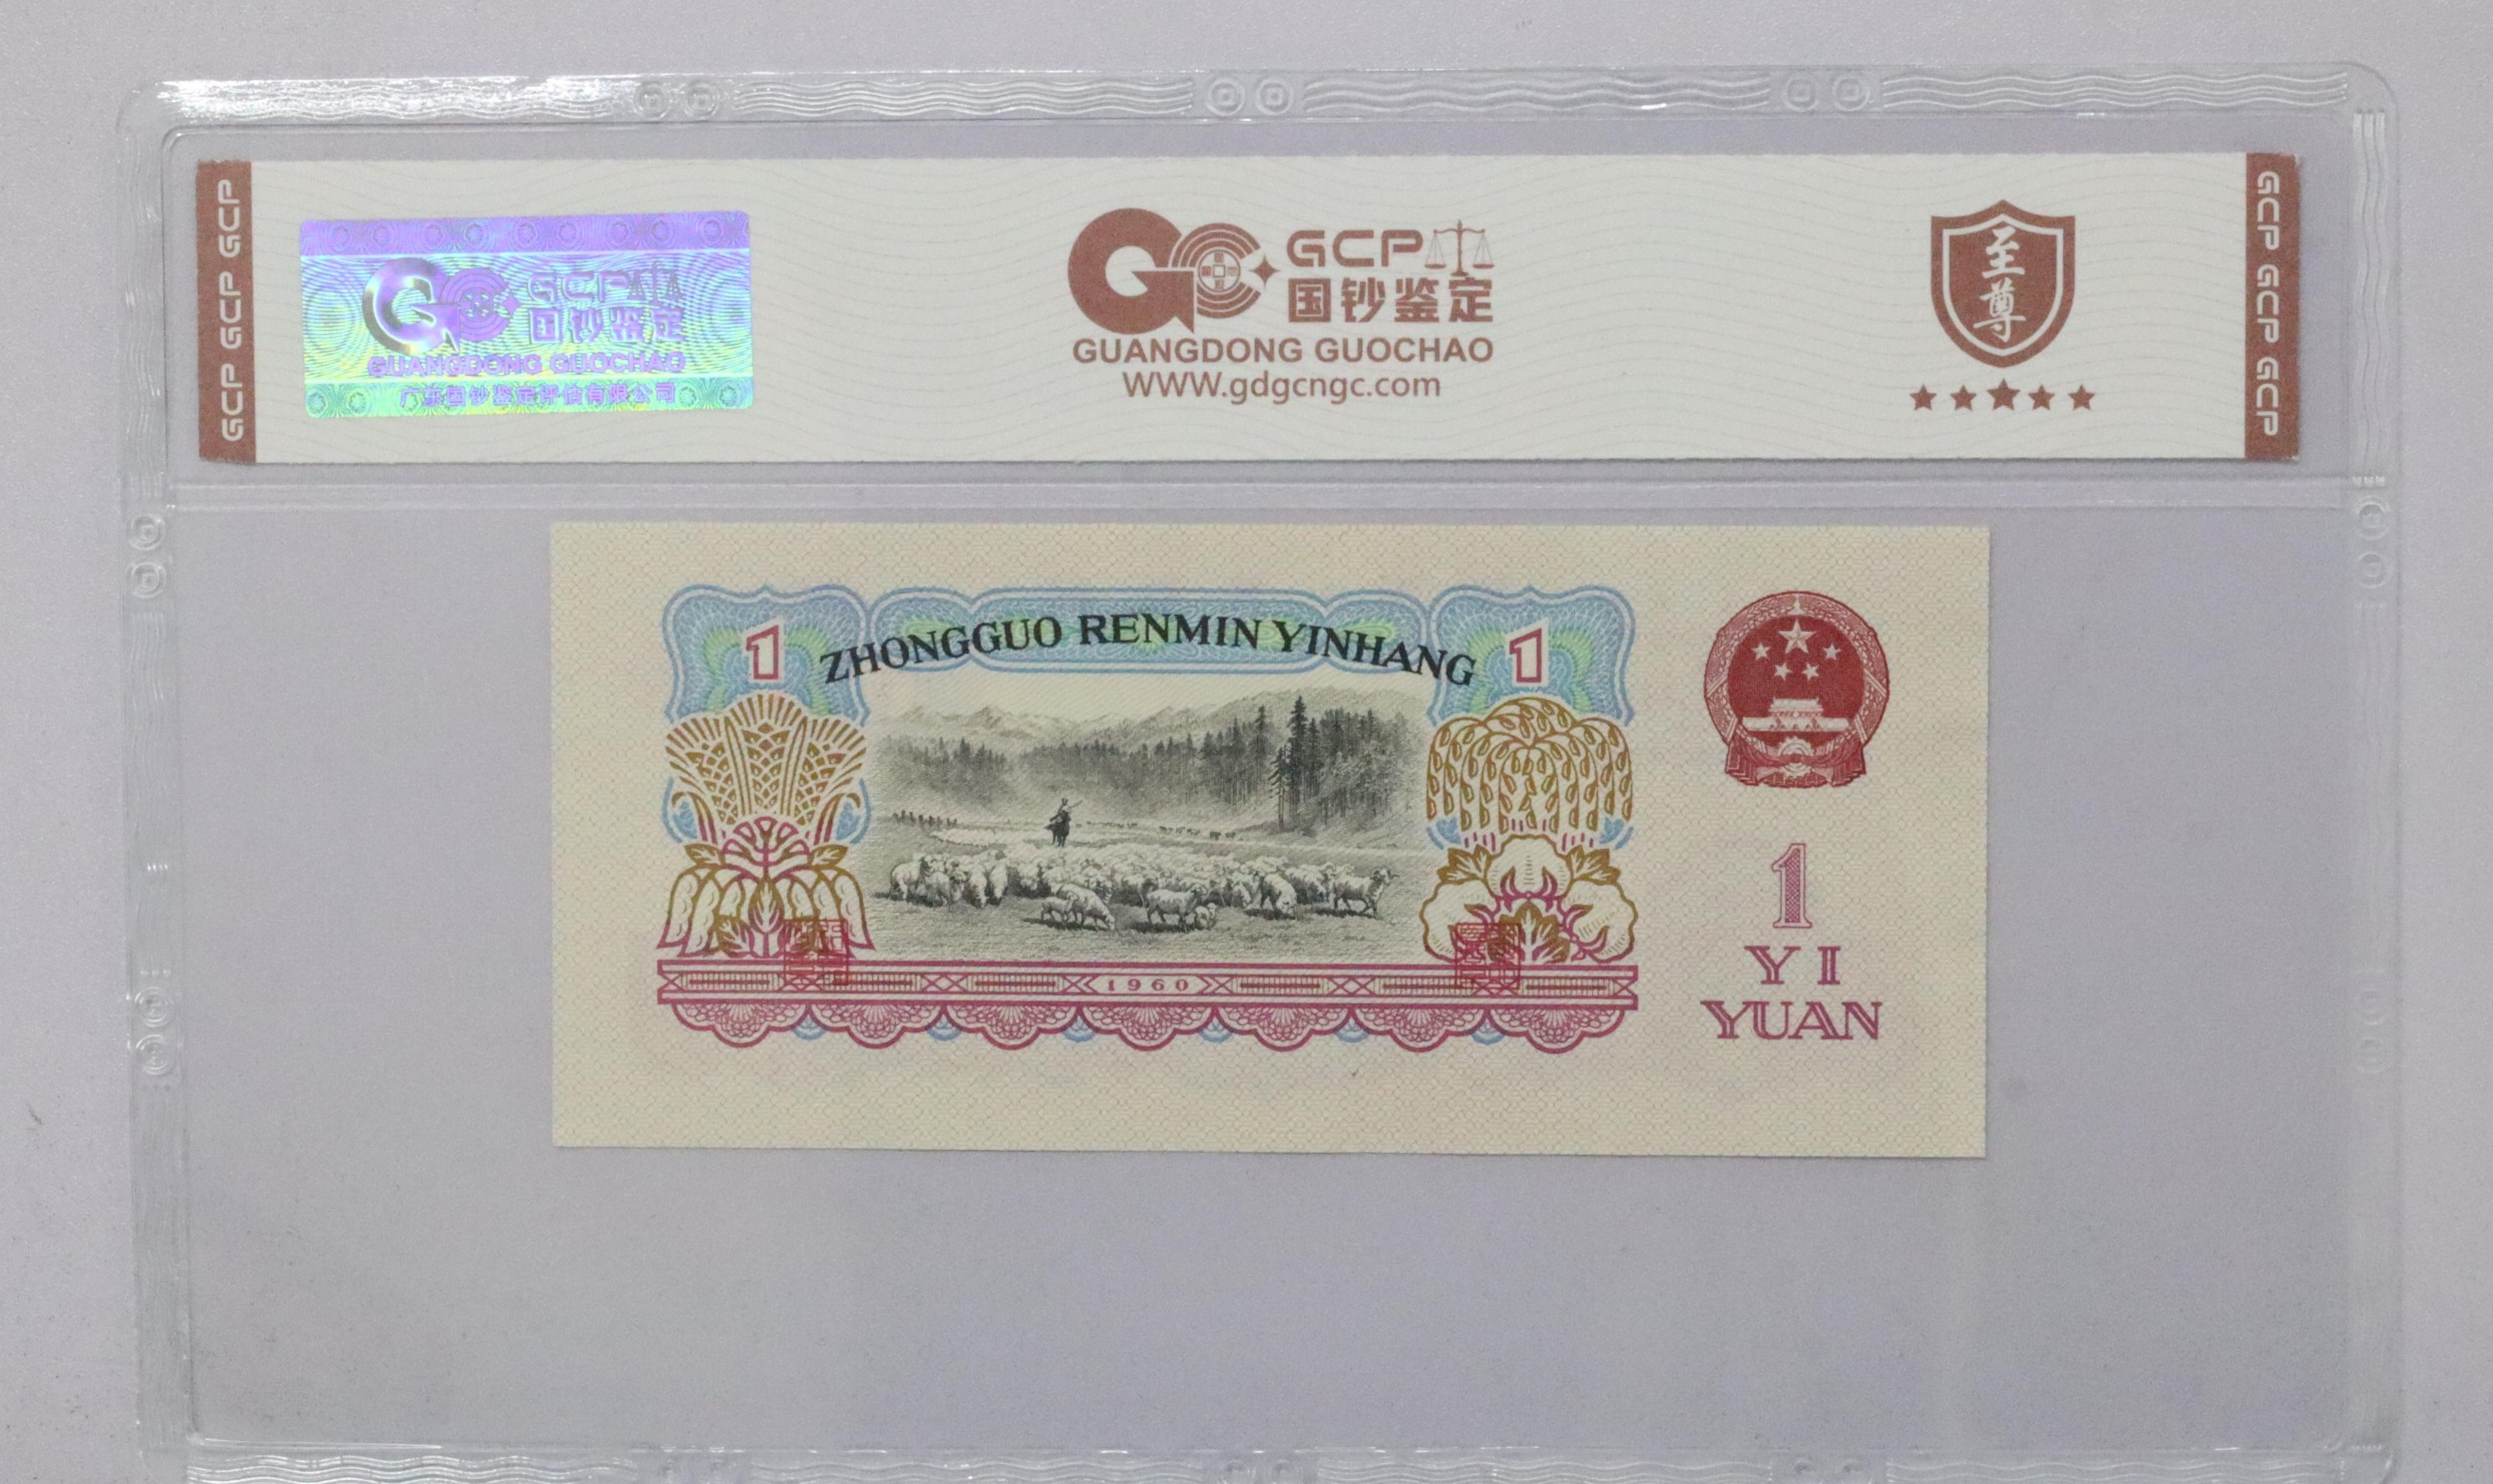 GCP GCP GCP
GCP
国钞鉴定
GUANGDONG GUOCHAO
广东国钞鉴定评估有限公司
GCP
国钞鉴定
GUANGDONG GUOCHAO
WWW.gdgcngc.com
至
尊
GCP GCP GCP
1 ZHONGGUO RENMIN YINHANG 1
1960
1
YI
YUAN